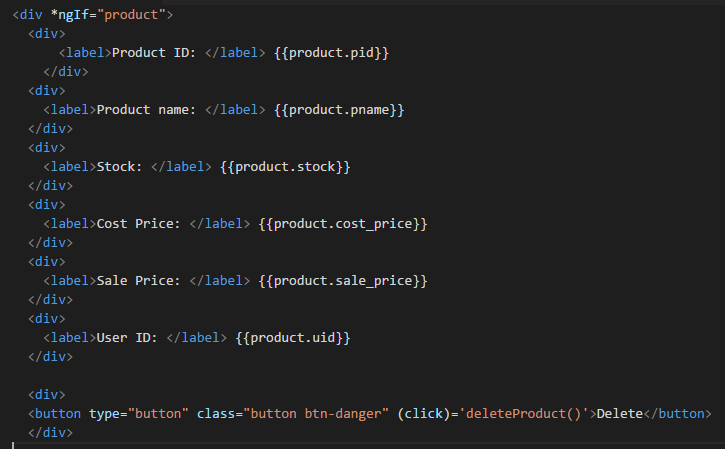 <div *ngIf="product">
<div>
<label>Product ID: </label> {{product.pid}}
</div>
<div>
<label>Product name: </label> {{product.pname}}
</div>
<div>
<label>Stock: </label> {{product.stock}}
</div>
<div>
<label>Cost Price: </label> {{product.cost_price}}
</div>
<div>
<label>Sale Price: </label> {{product.sale_price}}
</div>
<div>
<label>User ID: </label> {{product.uid}}
</div>
<div>
<button type="button" class="button btn-danger" (click)='deleteProduct()'>Delete</button>
</div>